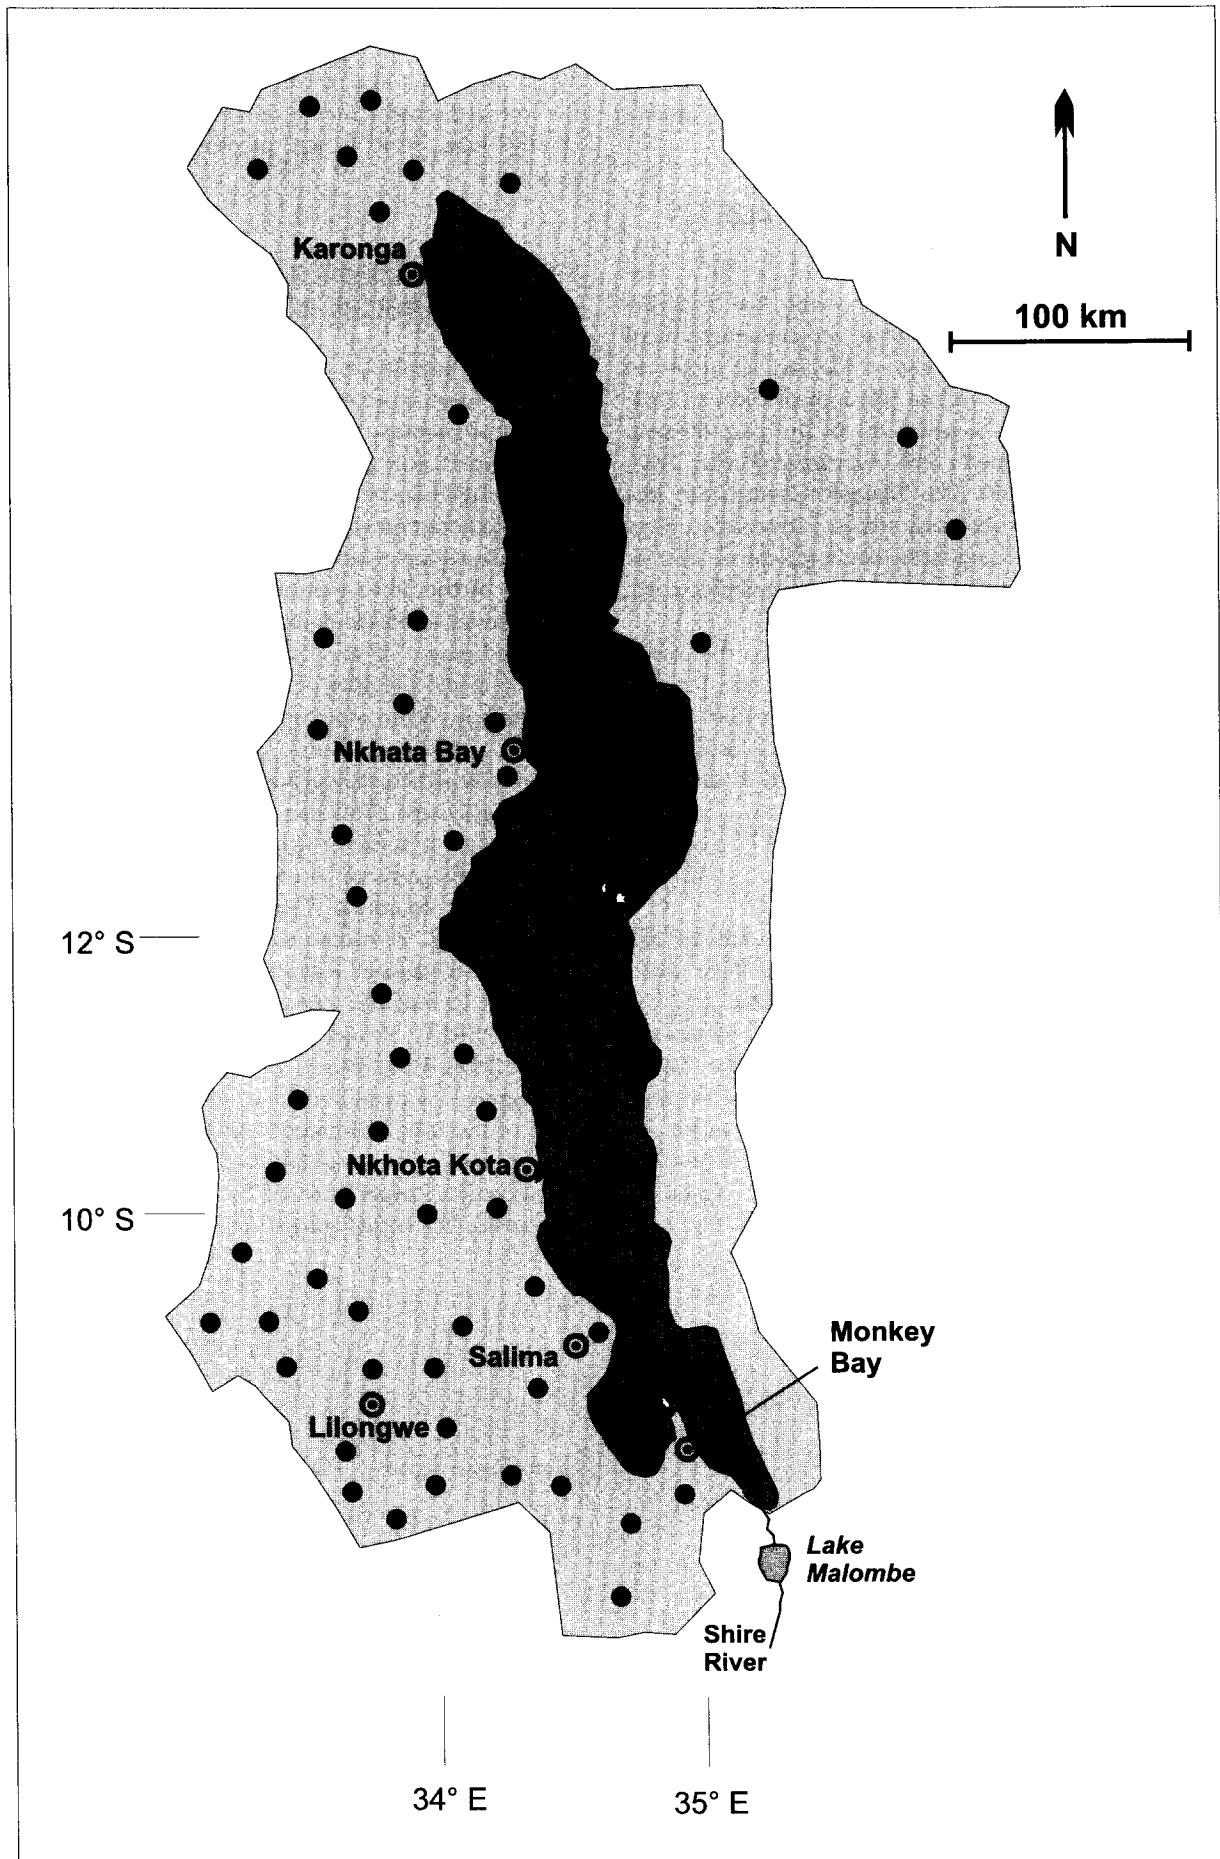 Karonga
N
100 km
Nkhata Bay
12° S
Nkhota Kota
10° S
Monkey
Bay
Salima
Lilongwe
Lake
Malombe
Shire
River
34° E
35° E